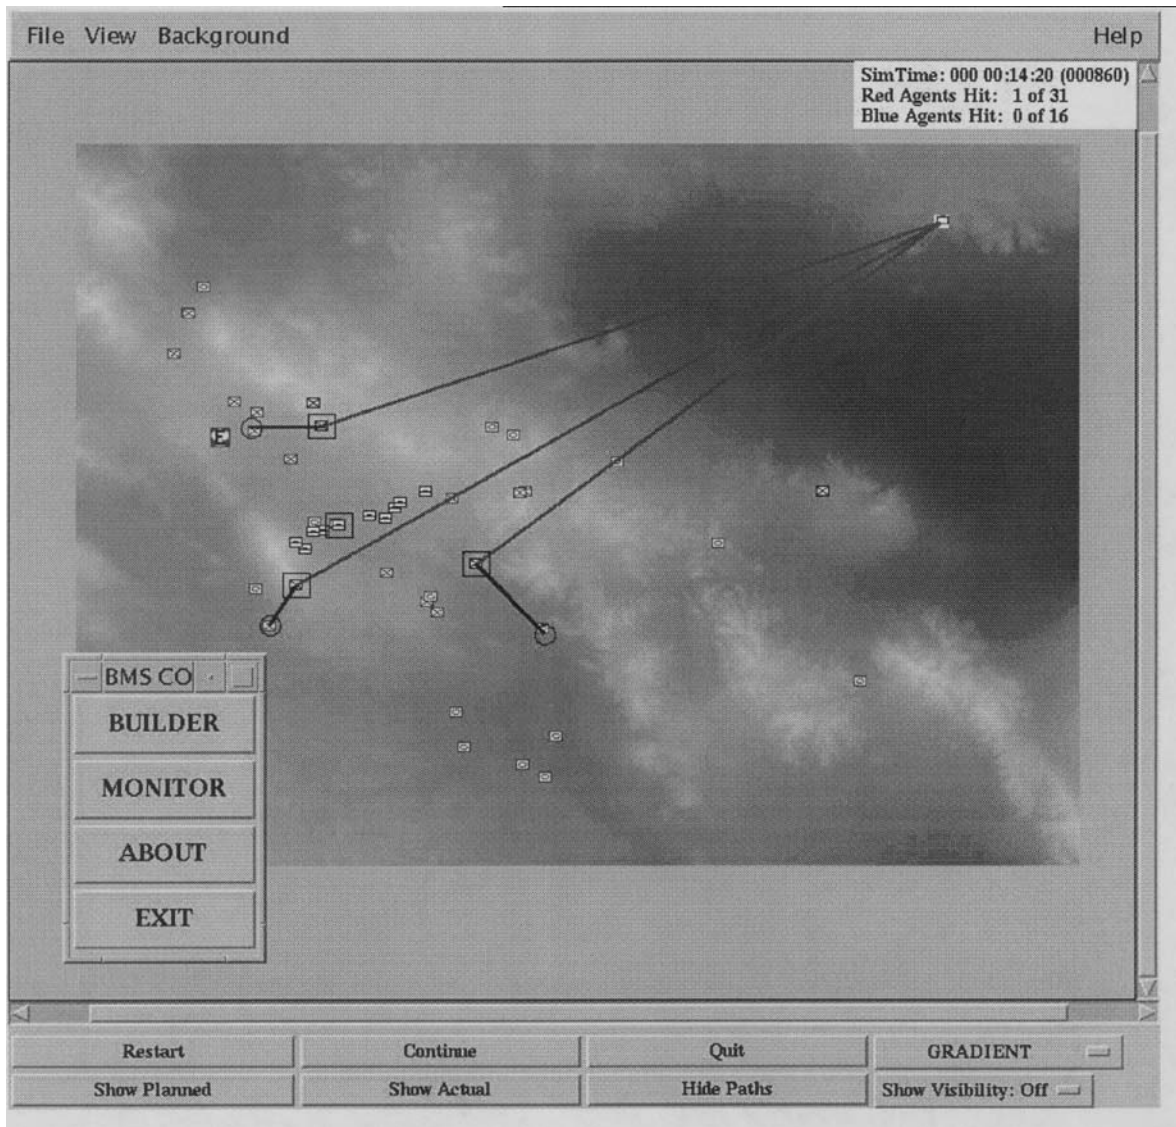 File View Background Help
SimTime: 000 00:14:20 (000860)
Red Agents Hit: 1 of 31
Blue Agents Hit: 0 of 16
F
BMS CO
BUILDER
MONITOR
ABOUT
EXIT
Restart Continue Quit GRADIENT
Show Planned Show Actual Hide Paths Show Visibility: Off